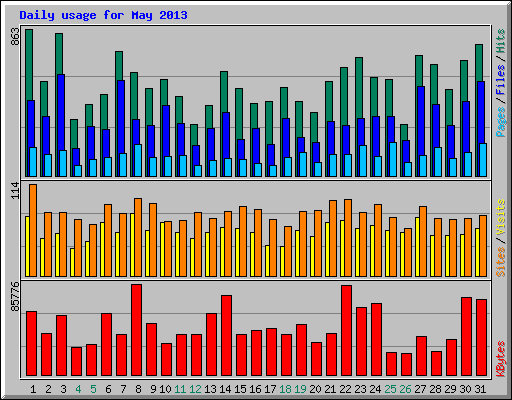 Daily usage for May 2013
863
Pages / Files / Hits
114
Sites / Visits
85776
KBytes
1 2 3 4 5 6 7 8 9 10 11 12 13 14 15 16 17 18 19 20 21 22 23 24 25 26 27 28 29 30 31